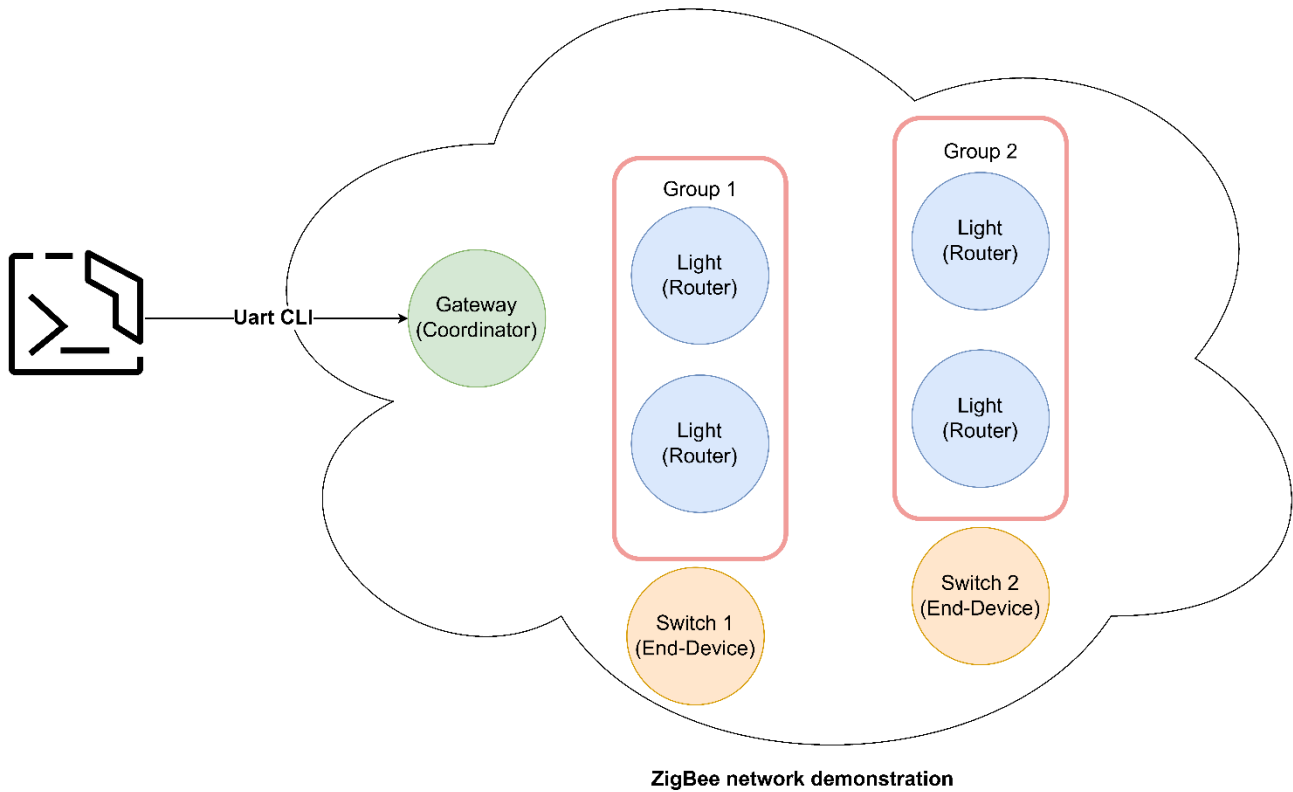 Group 1
Light
(Router)
Light
(Router)
Group 2
Light
(Router)
Light
(Router)
Gateway
(Coordinator)
Uart CLI
Switch 1
(End-Device)
Switch 2
(End-Device)
ZigBee network demonstration